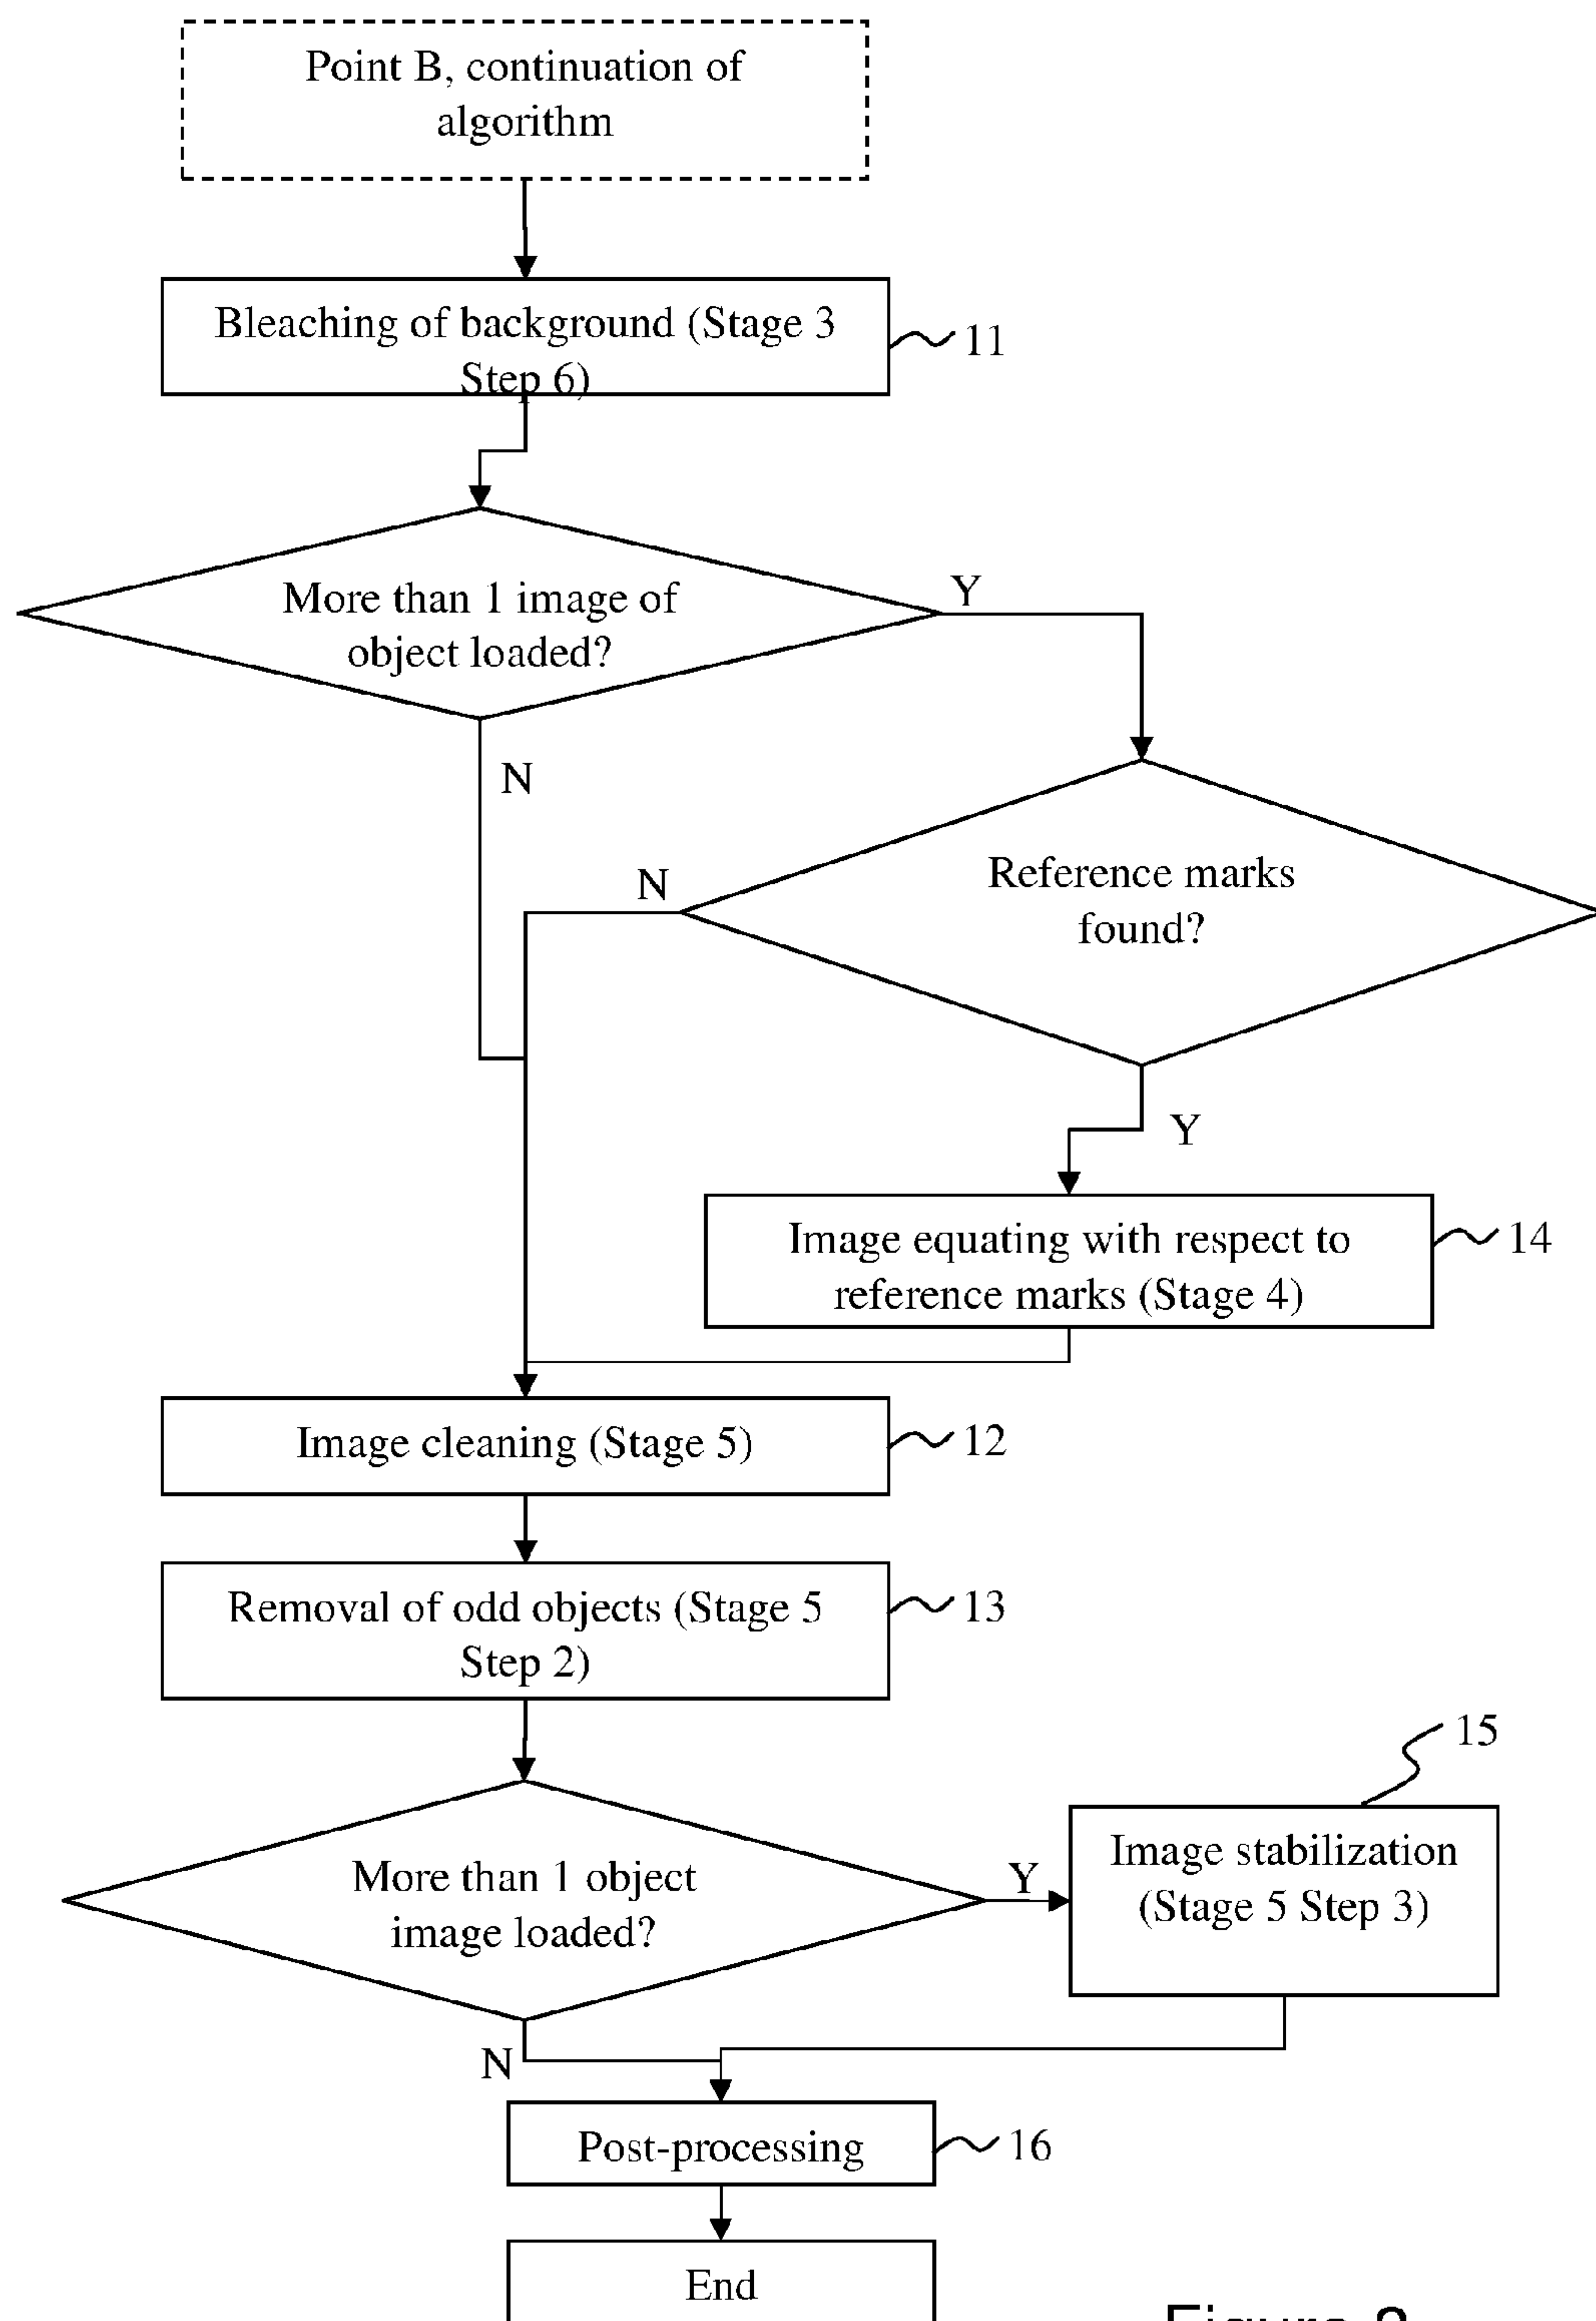 Point B, continuation of
algorithm
Bleaching of background (Stage 3
Step 6)
11
More than 1 image of
object loaded?
Y
N
Reference marks
found?
N
Y
Image equating with respect to
reference marks (Stage 4)
14
Image cleaning (Stage 5)
12
Removal of odd objects (Stage 5
Step 2)
13
15
More than 1 object
image loaded?
Y
Image stabilization
(Stage 5 Step 3)
N
Post-processing
16
End
Figure